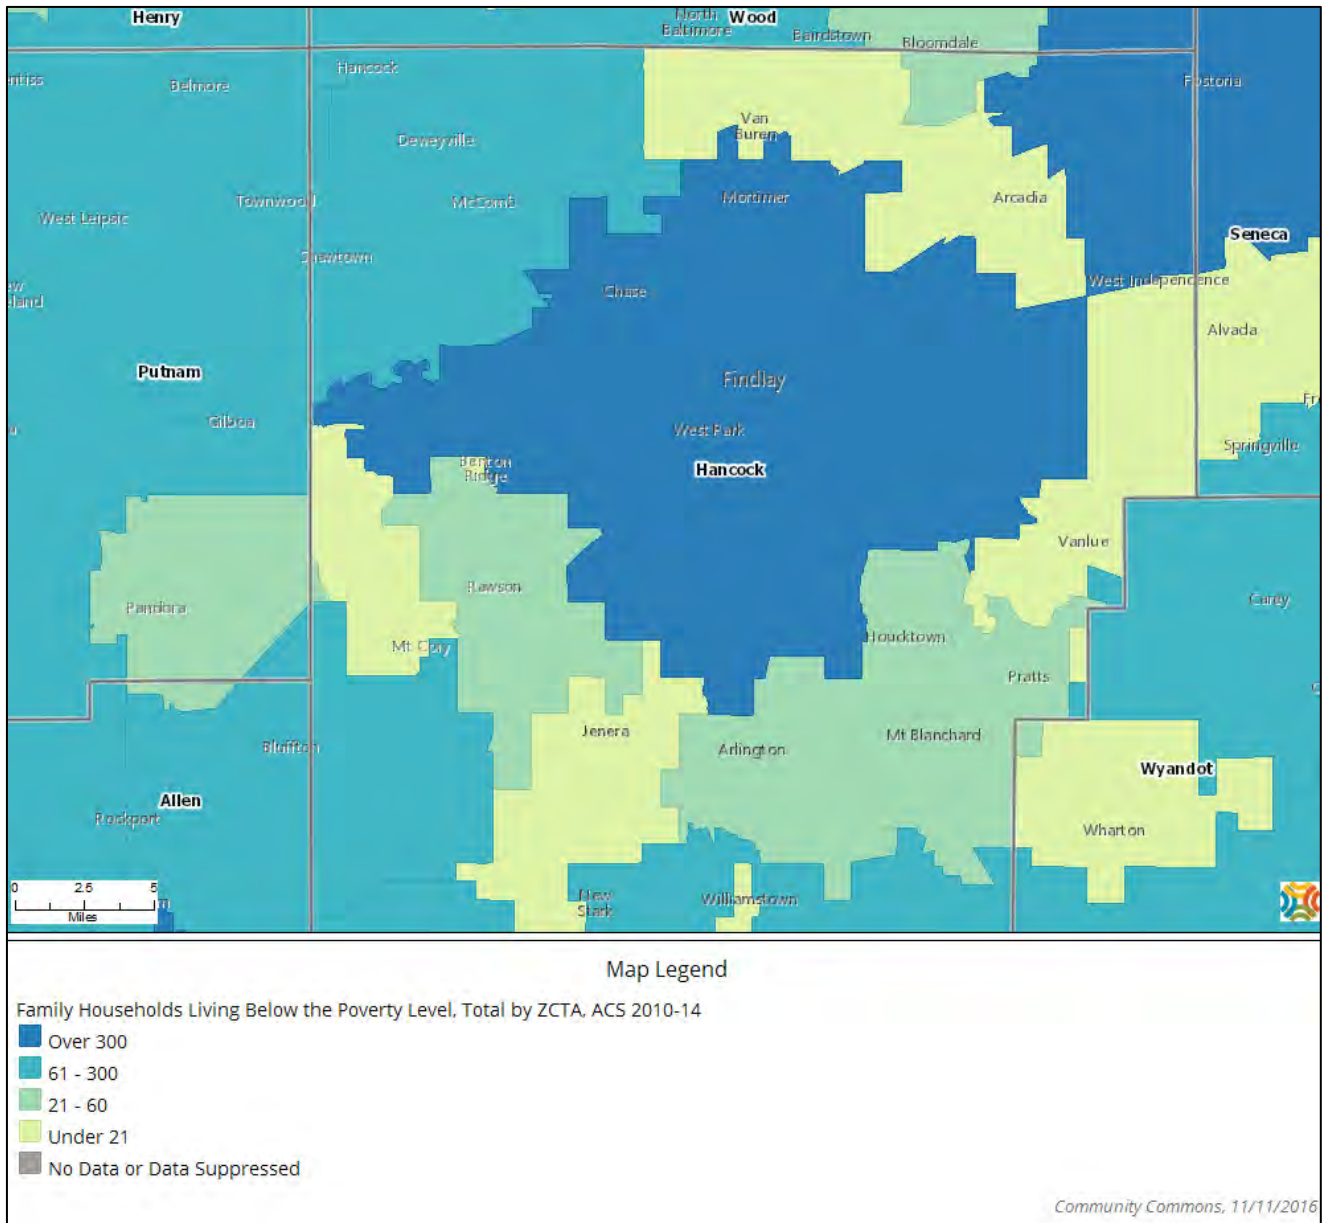 Henry
North
Baltimore
Wood
Bairdstown
Bloomdale
Hancock
Belmore
Fostoria
Van
Buren
Deweyville
Townwood
McComb
Mortimer
Arcadia
West Leipsic
Seneca
Shawtown
West Independence
Chase
Alvada
Putnam
Findlay
Gilboa
West Park
Springville
Benton
Ridge
Hancock
Vanlue
Rawson
Carey
Pandora
Mt Cory
Houcktown
Pratts
Jenera
Arlington
Mt Blanchard
Bluffton
Wyandot
Allen
Rockport
Wharton
New
Stark
Williamstown
0 2.5 5
Miles
Map Legend
Family Households Living Below the Poverty Level, Total by ZCTA, ACS 2010-14
Over 300
61 - 300
21 - 60
Under 21
No Data or Data Suppressed
Community Commons, 11/11/2016